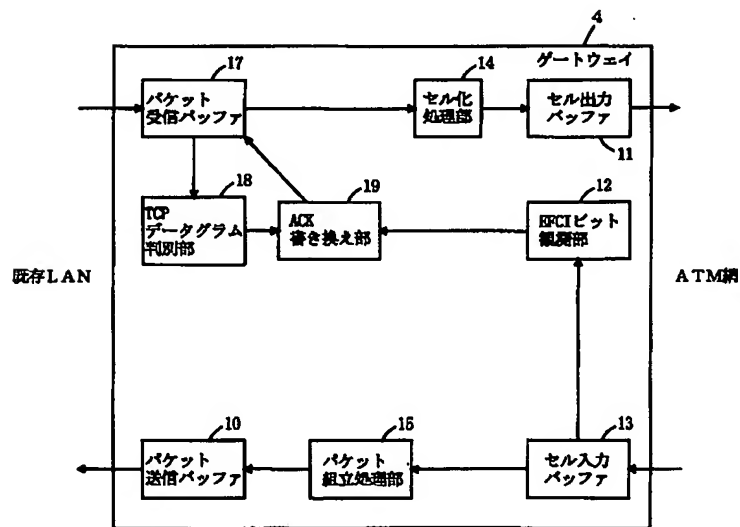 4
ゲートウェイ
17
パケット
受信バッファ
14
セル化
処理部
セル出力
バッファ
11
18
TCP
データグラム
判別部
19
ACK
書き換え部
12
EFCIビット
観測部
既存LAN
ATM網
10
パケット
送信バッファ
15
パケット
組立処理部
13
セル入力
バッファ